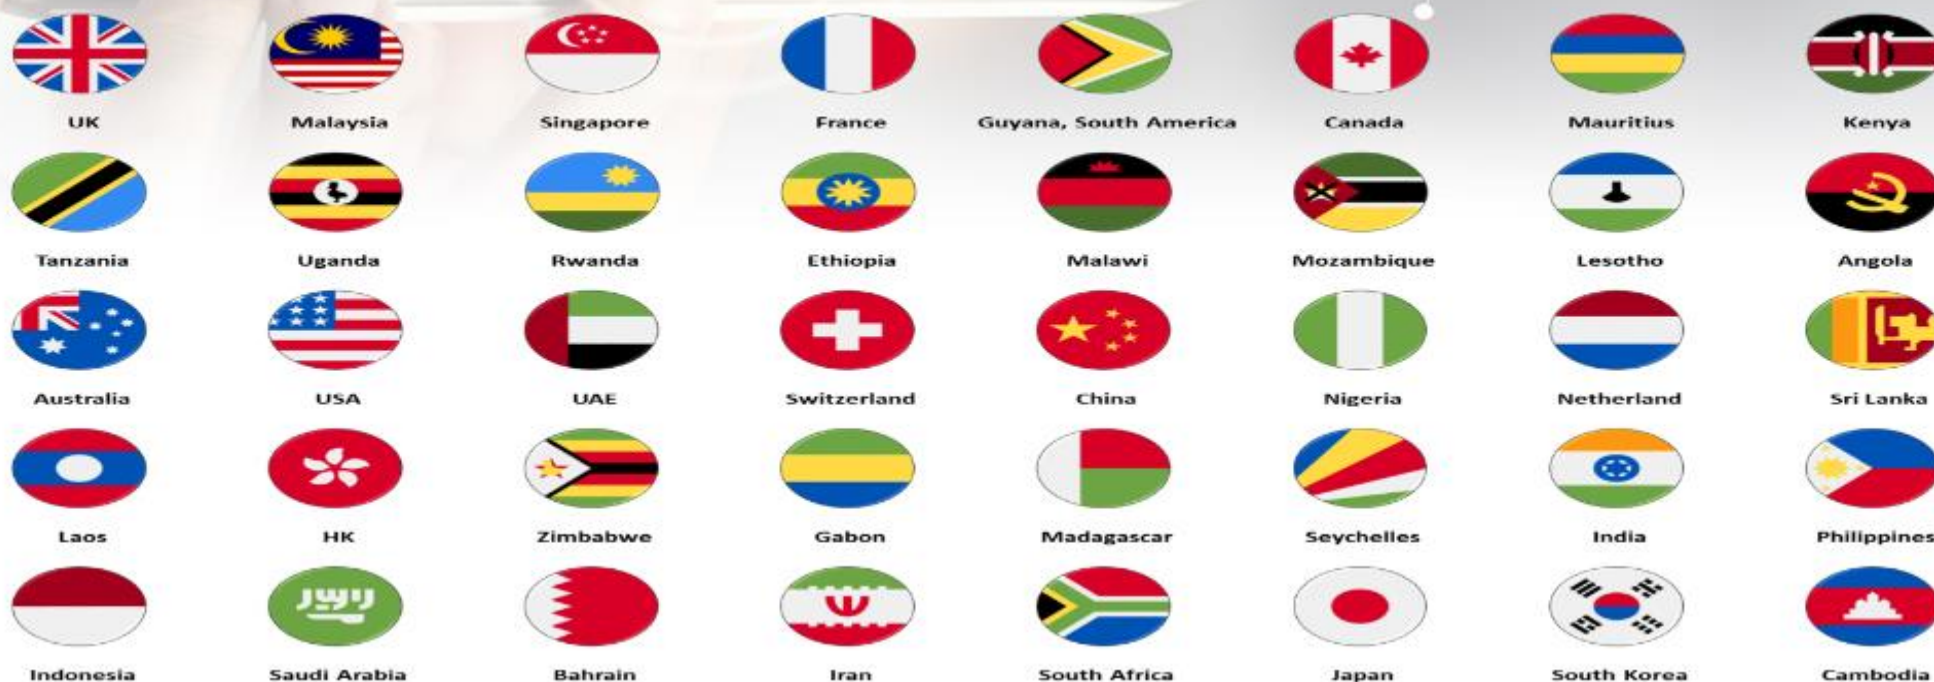 UK Malaysia Singapore France Guyana, South America Canada Mauritius Kenya
Tanzania Uganda Rwanda Ethiopia Malawi Mozambique Lesotho Angola
Australia USA UAE Switzerland China Nigeria Netherland Sri Lanka
Laos HK Zimbabwe Gabon Madagascar Seychelles India Philippines
Indonesia Saudi Arabia Bahrain Iran South Africa Japan South Korea Cambodia